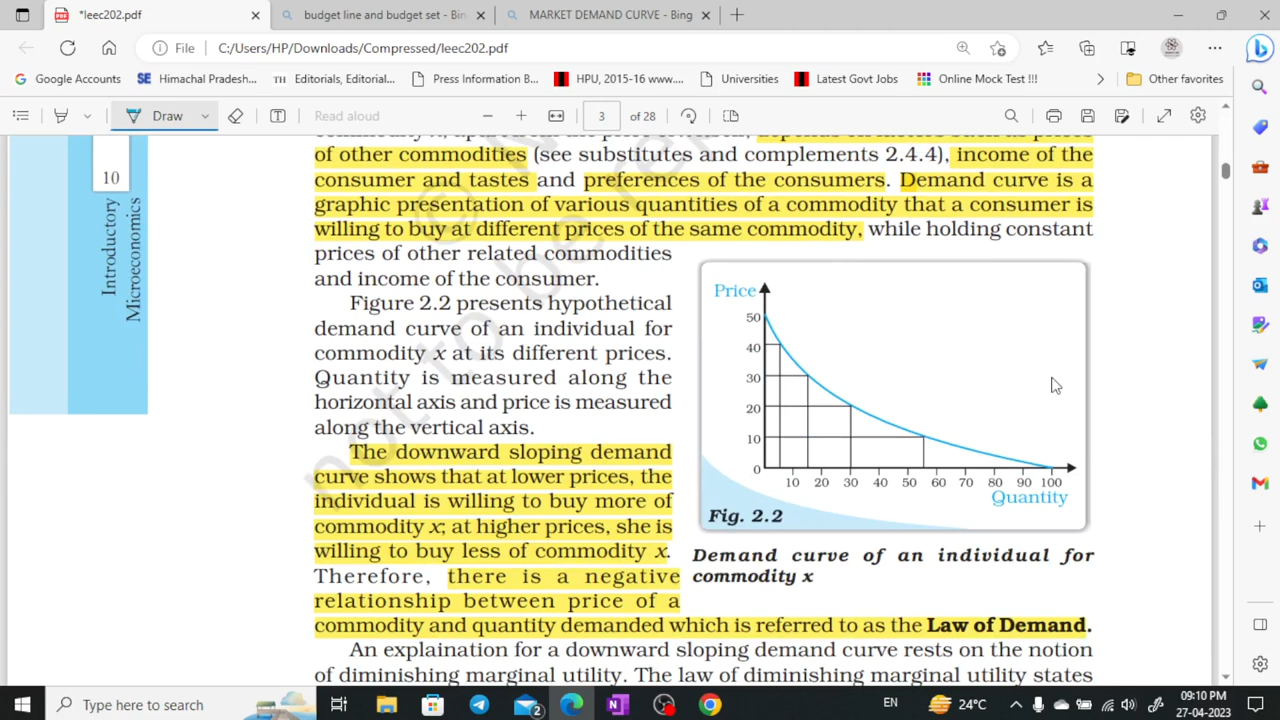 *leec202.pdf
budget line and budget set - Bin
MARKET DEMAND CURVE - Bing
File
C:/Users/HP/Downloads/Compressed/leec202.pdf
Google Accounts
SE Himachal Pradesh...
TH Editorials, Editorial...
Press Information B...
HPU, 2015-16 www....
Universities
Latest Govt Jobs
Online Mock Test !!!
Other favorites
Draw
Read aloud
3 of 28
of other commodities (see substitutes and complements 2.4.4), income of the
consumer and tastes and preferences of the consumers. Demand curve is a
graphic presentation of various quantities of a commodity that a consumer is
willing to buy at different prices of the same commodity, while holding constant
prices of other related commodities
and income of the consumer.
Figure 2.2 presents hypothetical
demand curve of an individual for
commodity x at its different prices.
Quantity is measured along the
horizontal axis and price is measured
along the vertical axis.
The downward sloping demand
curve shows that at lower prices, the
individual is willing to buy more of
commodity x; at higher prices, she is
willing to buy less of commodity x.
Therefore, there is a negative
relationship between price of a
commodity and quantity demanded which is referred to as the Law of Demand.
An explaination for a downward sloping demand curve rests on the notion
of diminishing marginal utility. The law of diminishing marginal utility states
10
Introductory
Microeconomics
Price
50
40
30
20
10
0
10 20 30 40 50 60 70 80 90 100
Quantity
Fig. 2.2
Demand curve of an individual for
commodity x
not to be re
Type here to search
2
EN
24°C
09:10 PM
27-04-2023